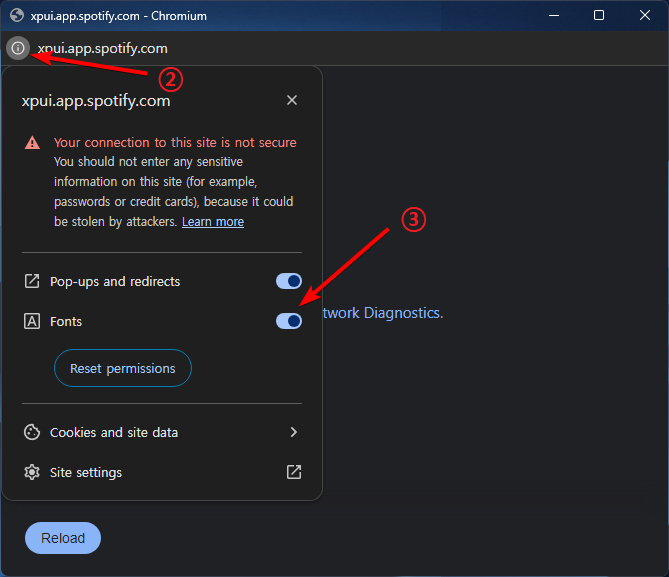 xpui.app.spotify.com - Chromium
xpui.app.spotify.com
②
xpui.app.spotify.com
Your connection to this site is not secure
You should not enter any sensitive
information on this site (for example,
passwords or credit cards), because it could
be stolen by attackers. Learn more
③
Pop-ups and redirects
Fonts
twork Diagnostics.
Reset permissions
Cookies and site data
Site settings
Reload